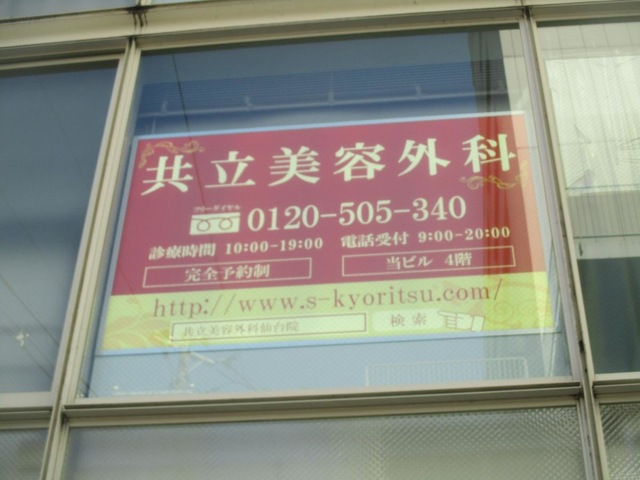 共立美容外科
フリーダイヤル
0120-505-340
診療時間 10:00-19:00 電話受付 9:00-20:00
完全予約制 当ビル 4階
http://www.s-kyoritsu.com/
共立美容外科仙台院 検索